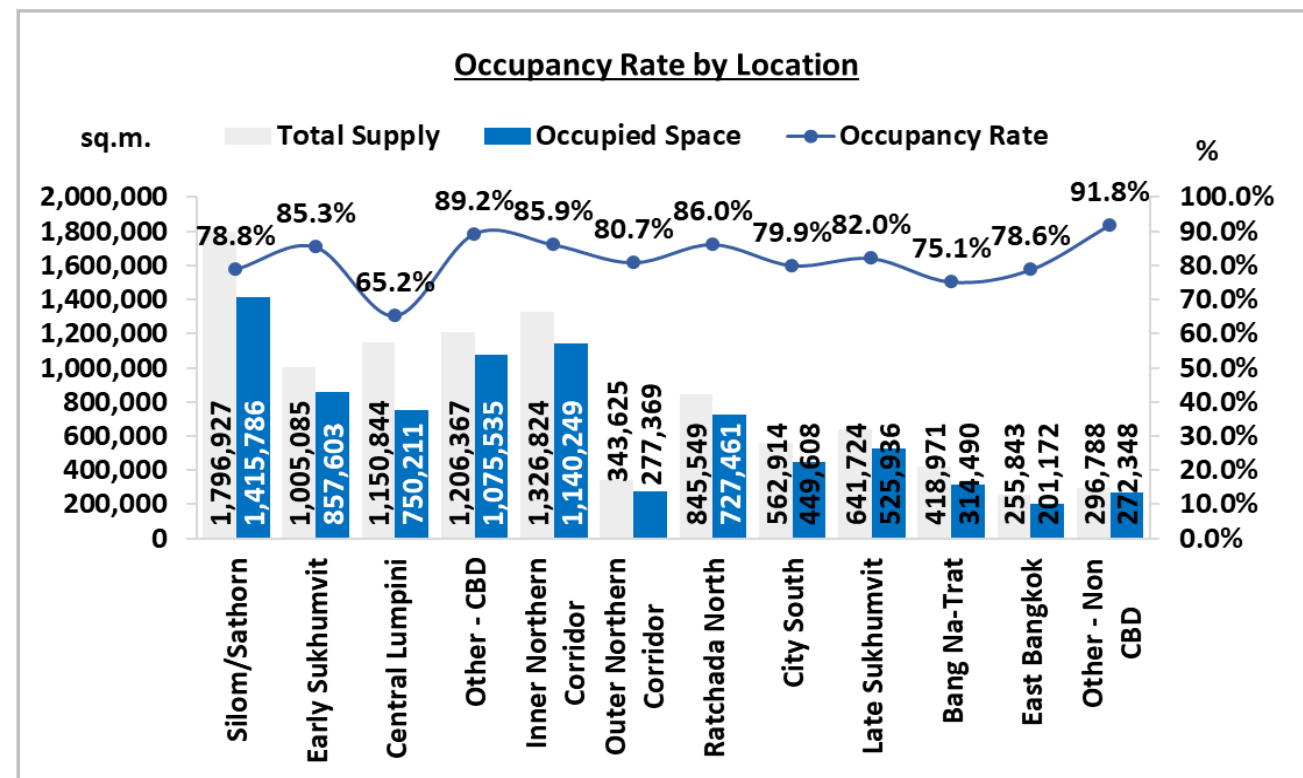 Occupancy Rate by Location
sq.m.
Total Supply
Occupied Space
Occupancy Rate
%
2,000,000
1,800,000
1,600,000
1,400,000
1,200,000
1,000,000
800,000
600,000
400,000
200,000
0
78.8%
85.3%
65.2%
89.2%
85.9%
80.7%
86.0%
79.9%
82.0%
75.1%
78.6%
91.8%
1,796,927
1,415,786
1,005,085
857,603
1,150,844
750,211
1,206,367
1,075,535
1,326,824
1,140,249
343,625
277,369
845,549
727,461
562,914
449,608
641,724
525,936
418,971
314,490
255,843
201,172
296,788
272,348
100.0%
90.0%
80.0%
70.0%
60.0%
50.0%
40.0%
30.0%
20.0%
10.0%
0.0%
Silom/Sathorn
Early Sukhumvit
Central Lumpini
Other - CBD
Inner Northern
Corridor
Outer Northern
Corridor
Ratchada North
City South
Late Sukhumvit
Bang Na-Trat
East Bangkok
Other - Non
CBD